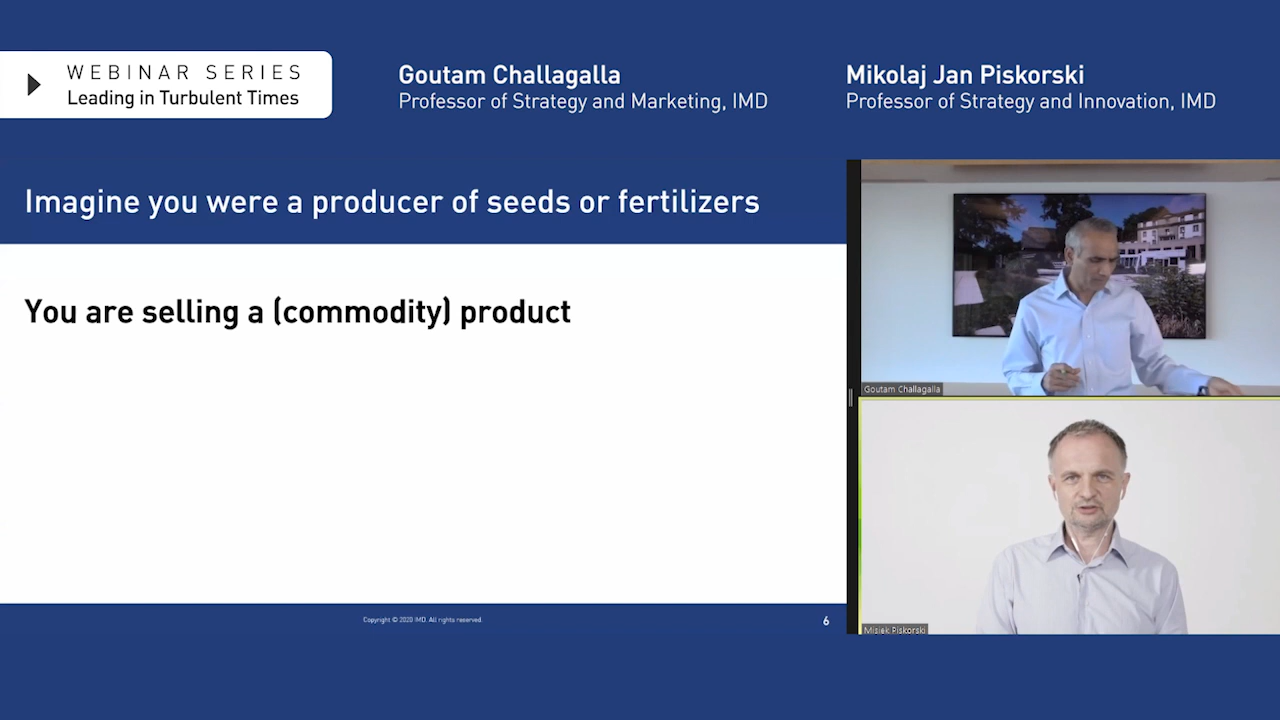 WEBINAR SERIES
Leading in Turbulent Times
Goutam Challagalla
Professor of Strategy and Marketing, IMD
Mikolaj Jan Piskorski
Professor of Strategy and Innovation, IMD
Imagine you were a producer of seeds or fertilizers
You are selling a (commodity) product
Goutam Challagalla
Misiek Piskorski
Copyright © 2020 IMD. All rights reserved.
6